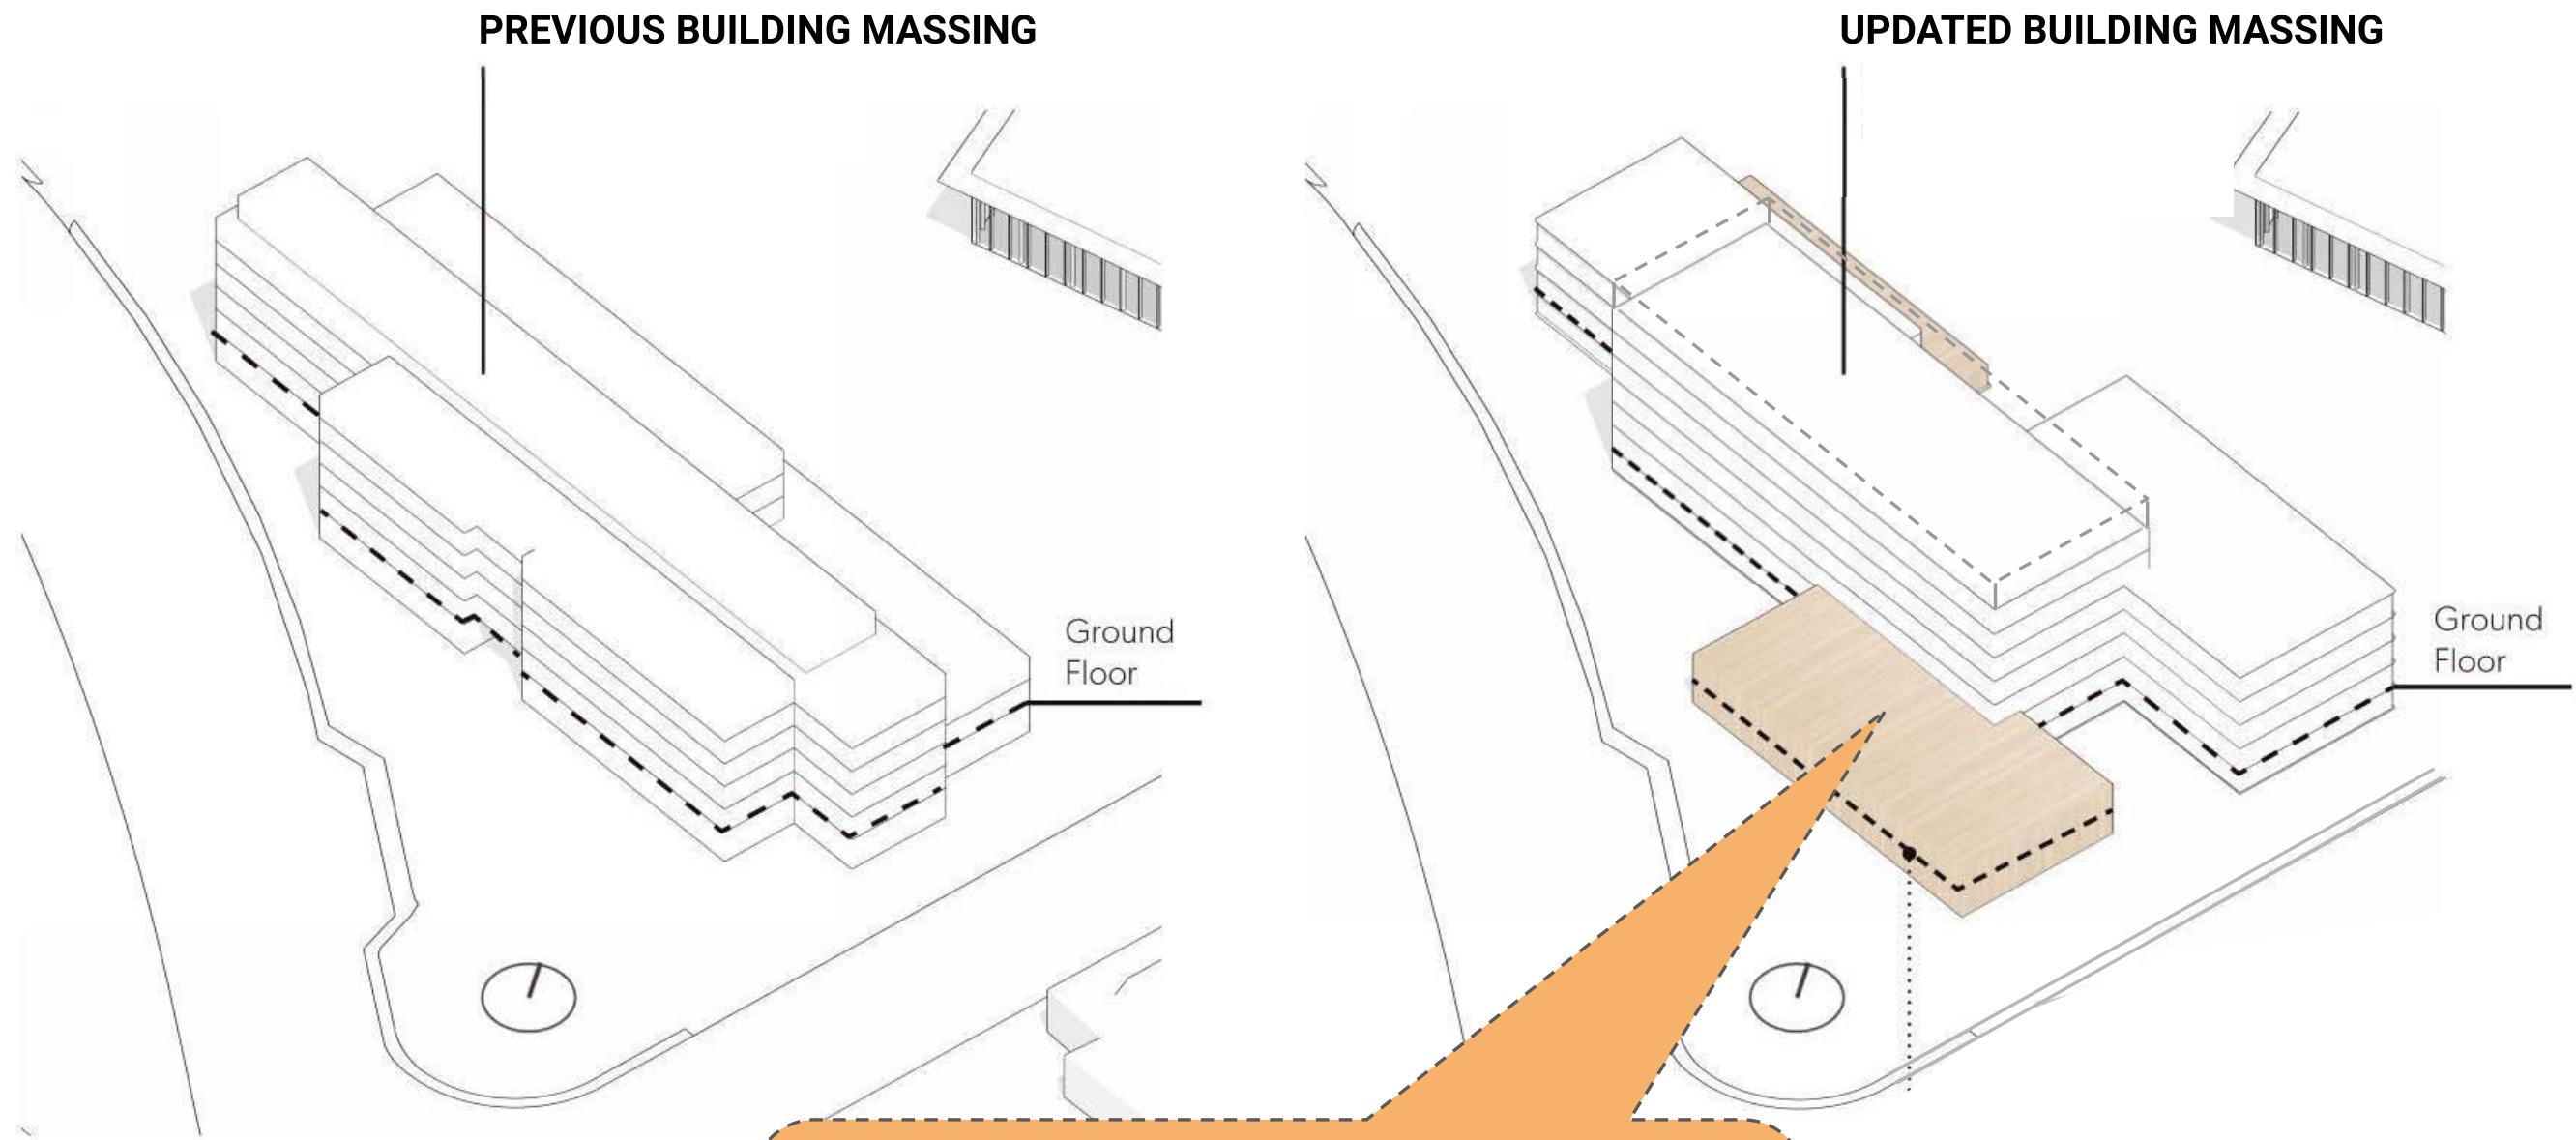 PREVIOUS BUILDING MASSING
UPDATED BUILDING MASSING
Ground
Floor
Ground
Floor